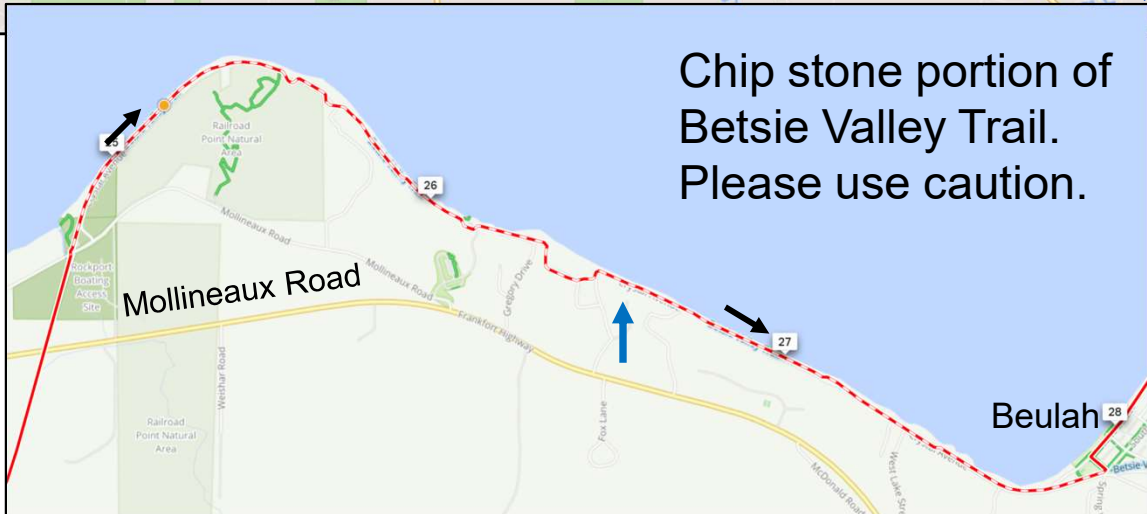 Chip stone portion of
Betsie Valley Trail.
Please use caution.
Railroad
Point Natural
Area
26
Mollineaux Road
Rockport
Boating
Access
Site
Mollineaux Road
Mollineaux Road
Gregory Drive
Frankfort Highway
27
Weishar Road
Railroad
Point Natural
Area
Fox Lane
McDonald Road
Beulah
28
West Lake
Spring